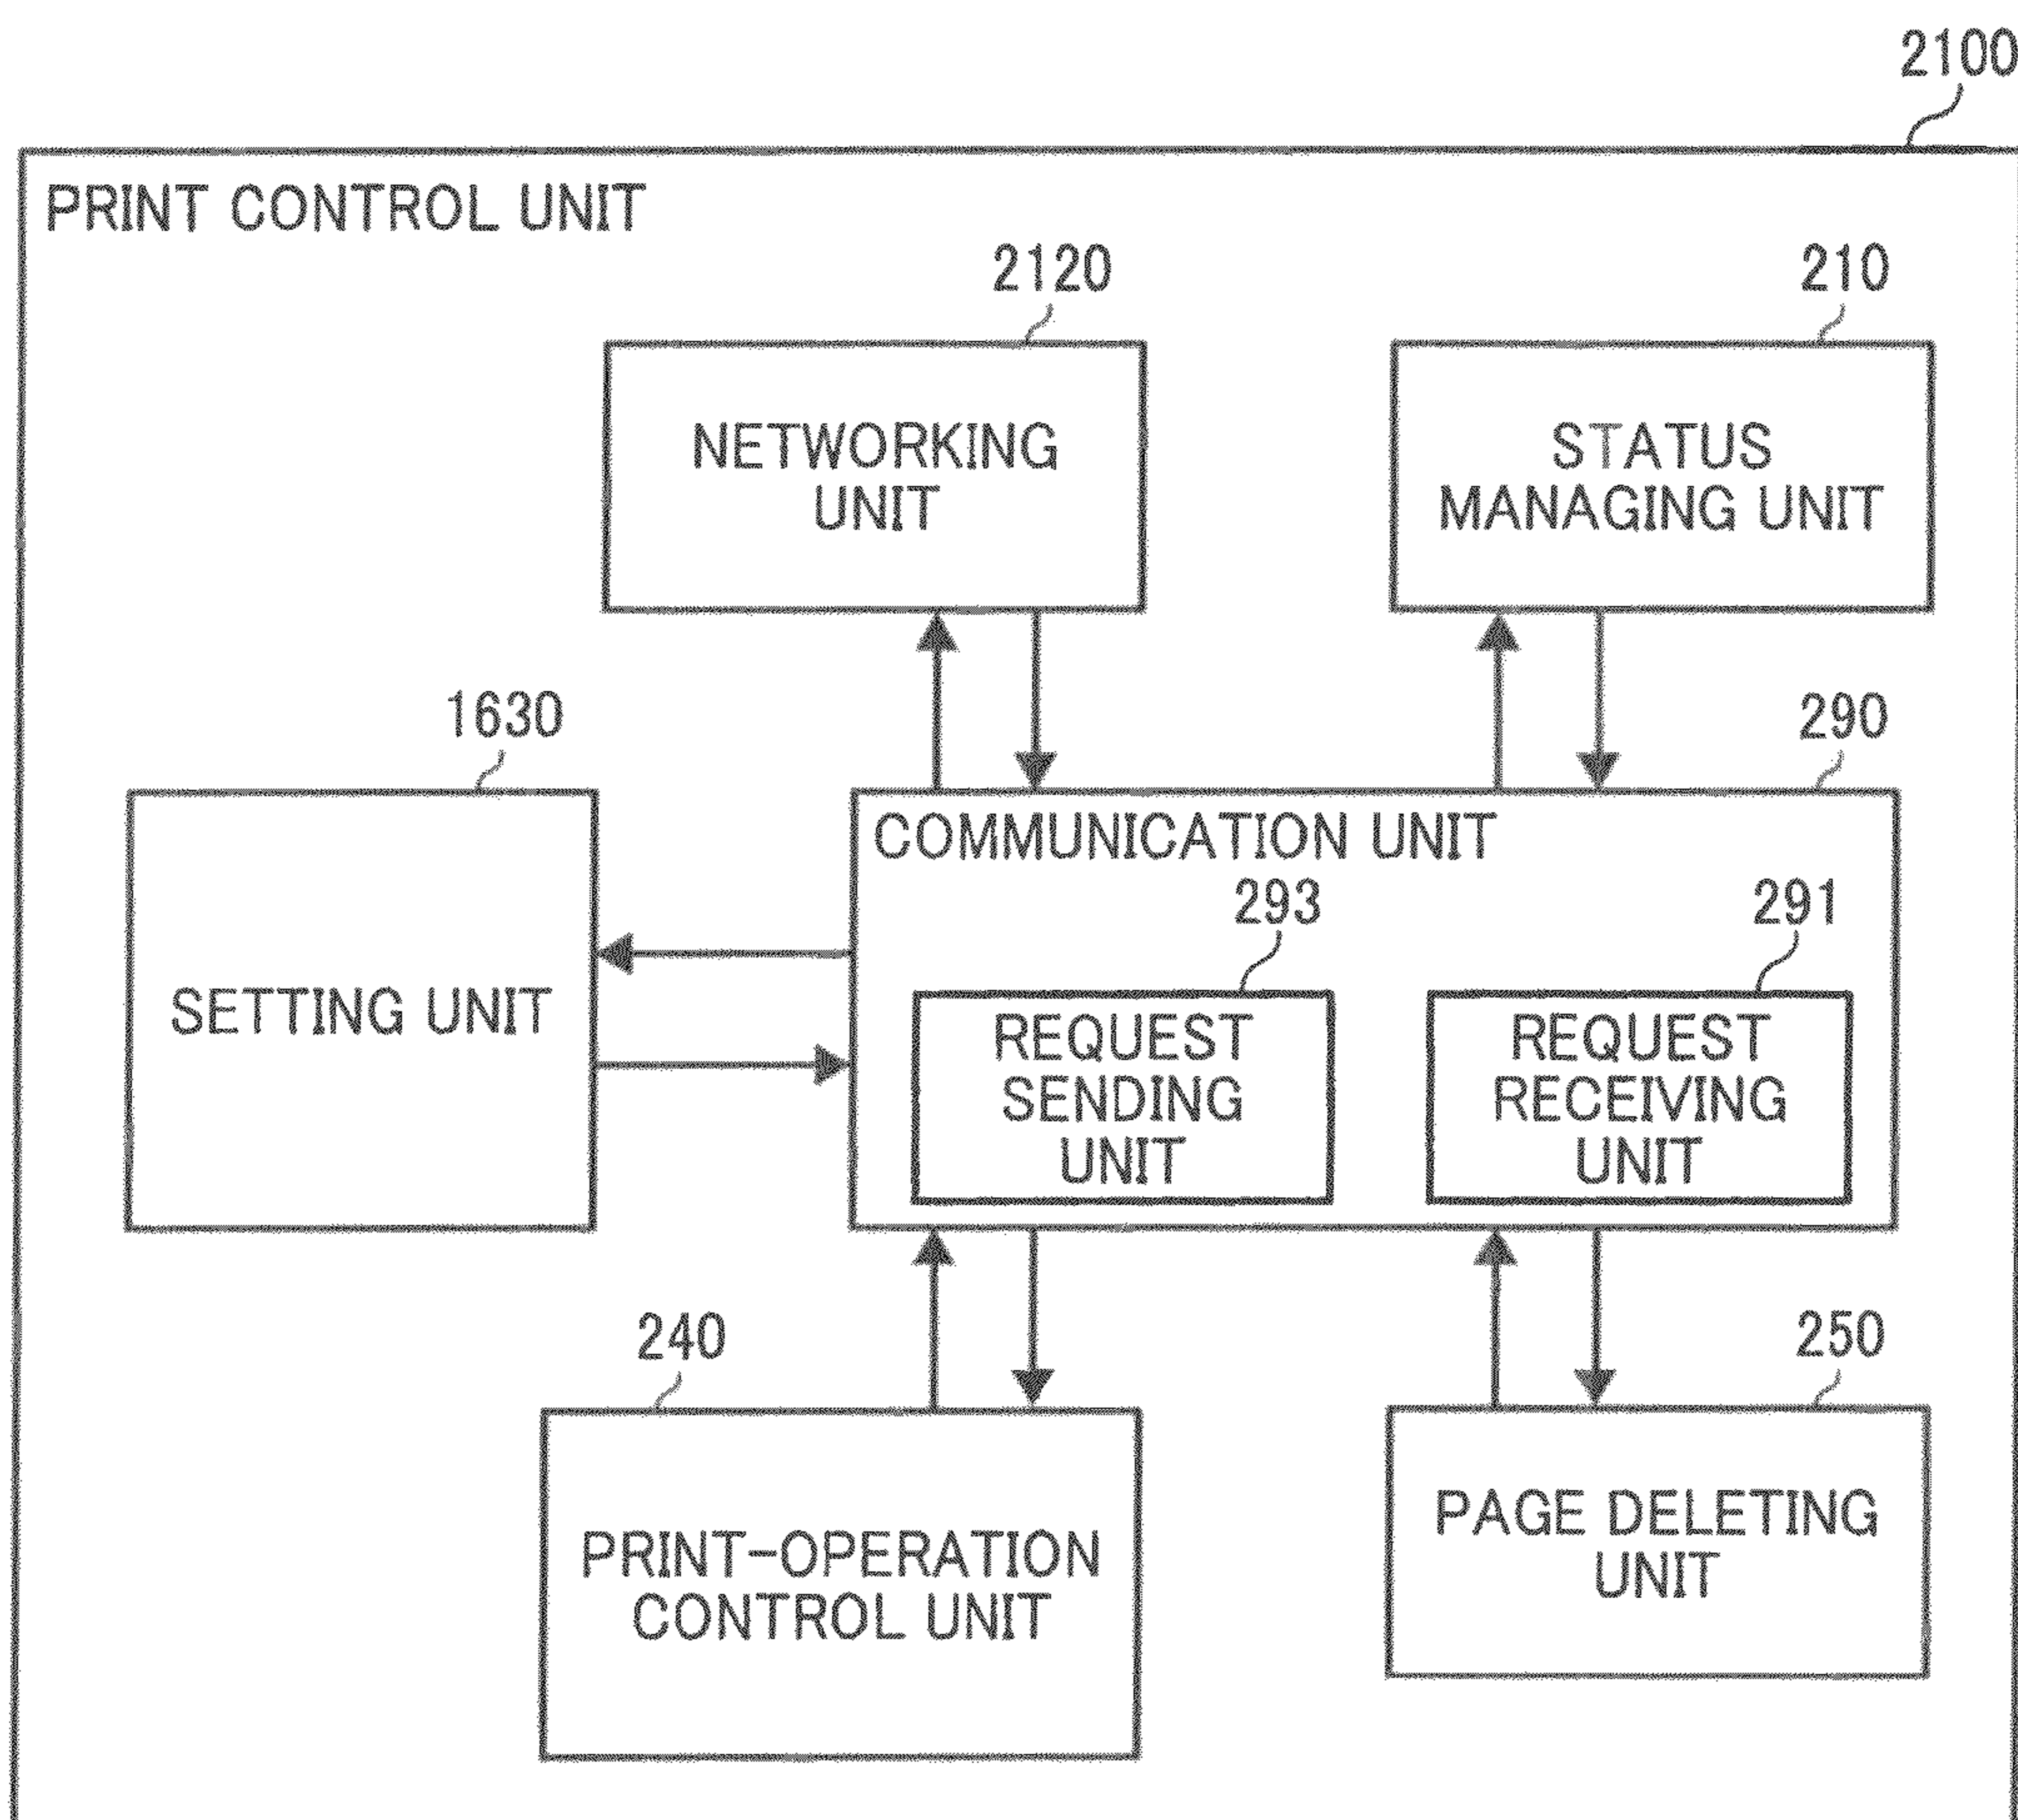 2100
PRINT CONTROL UNIT
2120
210
NETWORKING
UNIT
STATUS
MANAGING UNIT
1630
290
SETTING UNIT
COMMUNICATION UNIT
293
291
REQUEST
SENDING
UNIT
REQUEST
RECEIVING
UNIT
240
250
PRINT-OPERATION
CONTROL UNIT
PAGE DELETING
UNIT